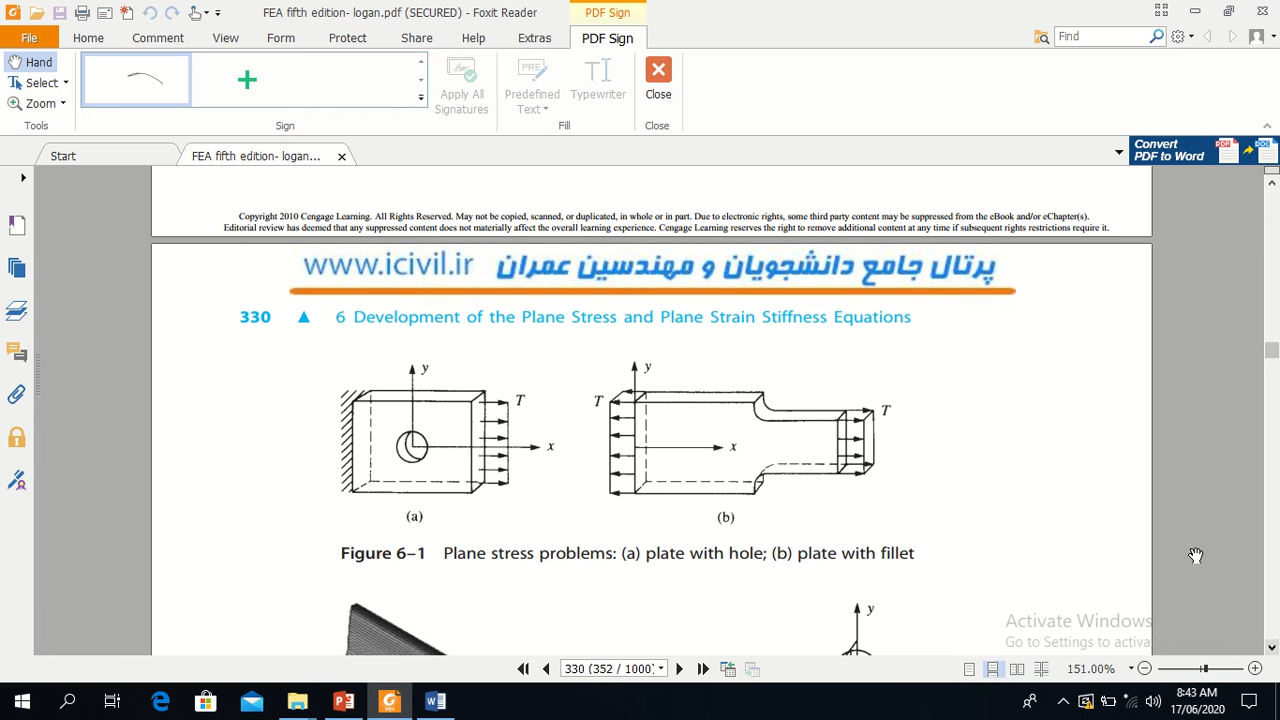 FEA fifth edition- logan.pdf (SECURED) - Foxit Reader
PDF Sign
File Home Comment View Form Protect Share Help Extras PDF Sign
Find
Hand
Select
Zoom
Tools
Sign
Apply All
Signatures
Predefined
Text
Typewriter
Fill
Close
Close
Start
FEA fifth edition- logan...
Convert
PDF to Word
Copyright 2010 Cengage Learning. All Rights Reserved. May not be copied, scanned, or duplicated, in whole or in part. Due to electronic rights, some third party content may be suppressed from the eBook and/or eChapter(s).
Editorial review has deemed that any suppressed content does not materially affect the overall learning experience. Cengage Learning reserves the right to remove additional content at any time if subsequent rights restrictions require it.
www.icivil.ir پرتال جامع دانشجویان و مهندسین عمران
330 ▲ 6 Development of the Plane Stress and Plane Strain Stiffness Equations
y
T
x
(a)
y
T
T
x
(b)
Figure 6–1 Plane stress problems: (a) plate with hole; (b) plate with fillet
y
Activate Windows
Go to Settings to activa
330 (352 / 1000)
151.00%
8:43 AM
17/06/2020